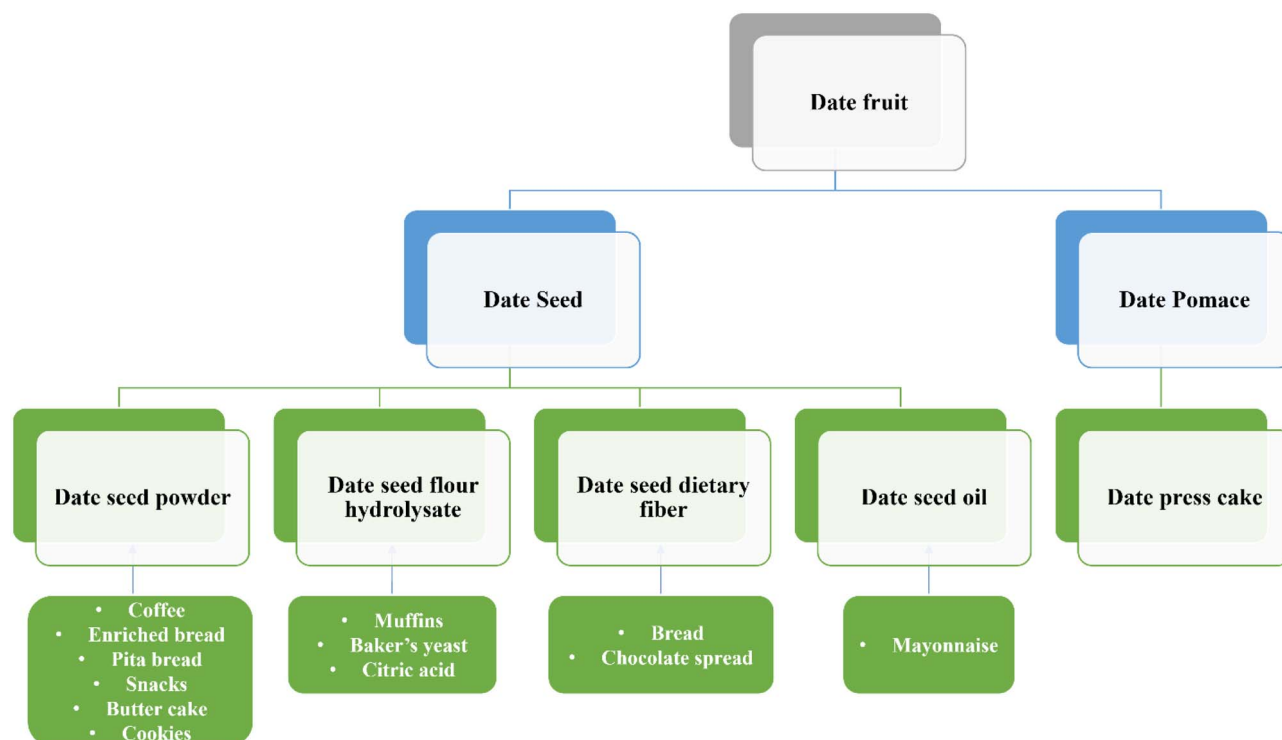 Date fruit
Date Seed
Date Pomace
Date seed powder
Date seed flour
hydrolysate
Date seed dietary
fiber
Date seed oil
Date press cake
• Coffee
• Enriched bread
• Pita bread
• Snacks
• Butter cake
• Cookies
• Muffins
• Baker's yeast
• Citric acid
• Bread
• Chocolate spread
• Mayonnaise